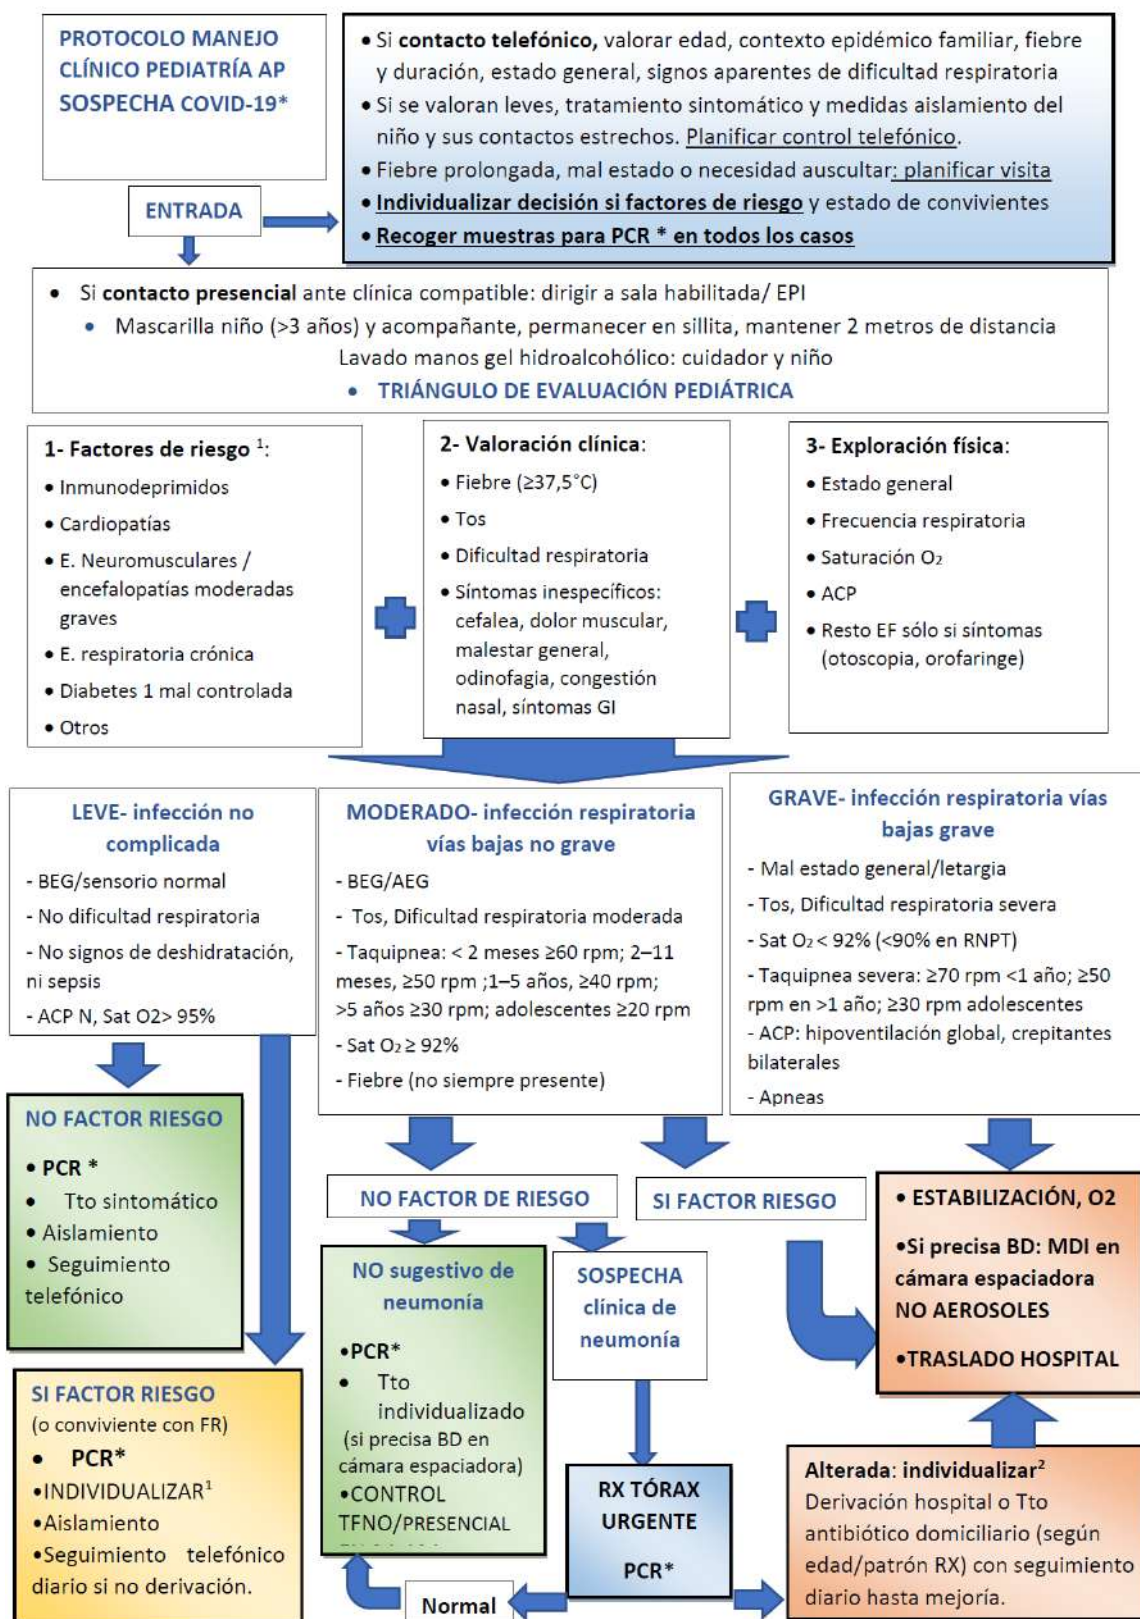 PROTOCOLO MANEJO
CLÍNICO PEDIATRÍA AP
SOSPECHA COVID-19*
ENTRADA
• Si contacto telefónico, valorar edad, contexto epidémico familiar, fiebre
y duración, estado general, signos aparentes de dificultad respiratoria
• Si se valoran leves, tratamiento sintomático y medidas aislamiento del
niño y sus contactos estrechos. Planificar control telefónico.
• Fiebre prolongada, mal estado o necesidad auscultar: planificar visita
• Individualizar decisión si factores de riesgo y estado de convivientes
• Recoger muestras para PCR * en todos los casos
• Si contacto presencial ante clínica compatible: dirigir a sala habilitada/ EPI
• Mascarilla niño (>3 años) y acompañante, permanecer en sillita, mantener 2 metros de distancia
Lavado manos gel hidroalcohólico: cuidador y niño
• TRIÁNGULO DE EVALUACIÓN PEDIÁTRICA
1- Factores de riesgo ¹:
• Inmunodeprimidos
• Cardiopatías
• E. Neuromusculares /
encefalopatías moderadas
graves
• E. respiratoria crónica
• Diabetes 1 mal controlada
• Otros
2- Valoración clínica:
• Fiebre (≥37,5°C)
• Tos
• Dificultad respiratoria
• Síntomas inespecíficos:
cefalea, dolor muscular,
malestar general,
odinofagia, congestión
nasal, síntomas GI
3- Exploración física:
• Estado general
• Frecuencia respiratoria
• Saturación O₂
• ACP
• Resto EF sólo si síntomas
(otoscopia, orofaringe)
LEVE- infección no
complicada
- BEG/sensorio normal
- No dificultad respiratoria
- No signos de deshidratación,
ni sepsis
- ACP N, Sat O2> 95%
MODERADO- infección respiratoria
vías bajas no grave
- BEG/AEG
- Tos, Dificultad respiratoria moderada
- Taquipnea: < 2 meses ≥60 rpm; 2–11
meses, ≥50 rpm ;1–5 años, ≥40 rpm;
>5 años ≥30 rpm; adolescentes ≥20 rpm
- Sat O₂ ≥ 92%
- Fiebre (no siempre presente)
GRAVE- infección respiratoria vías
bajas grave
- Mal estado general/letargia
- Tos, Dificultad respiratoria severa
- Sat O₂ < 92% (<90% en RNPT)
- Taquipnea severa: ≥70 rpm <1 año; ≥50
rpm en >1 año; ≥30 rpm adolescentes
- ACP: hipoventilación global, crepitantes
bilaterales
- Apneas
NO FACTOR RIESGO
• PCR *
• Tto sintomático
• Aislamiento
• Seguimiento
telefónico
SI FACTOR RIESGO
(o conviviente con FR)
• PCR*
•INDIVIDUALIZAR¹
•Aislamiento
•Seguimiento telefónico
diario si no derivación.
NO FACTOR DE RIESGO
SI FACTOR RIESGO
NO sugestivo de
neumonía
•PCR*
• Tto
individualizado
(si precisa BD en
cámara espaciadora)
•CONTROL
TFNO/PRESENCIAL
SOSPECHA
clínica de
neumonía
RX TÓRAX
URGENTE
PCR*
Normal
• ESTABILIZACIÓN, O2
•Si precisa BD: MDI en
cámara espaciadora
NO AEROSOLES
•TRASLADO HOSPITAL
Alterada: individualizar²
Derivación hospital o Tto
antibiótico domiciliario (según
edad/patrón RX) con seguimiento
diario hasta mejoría.